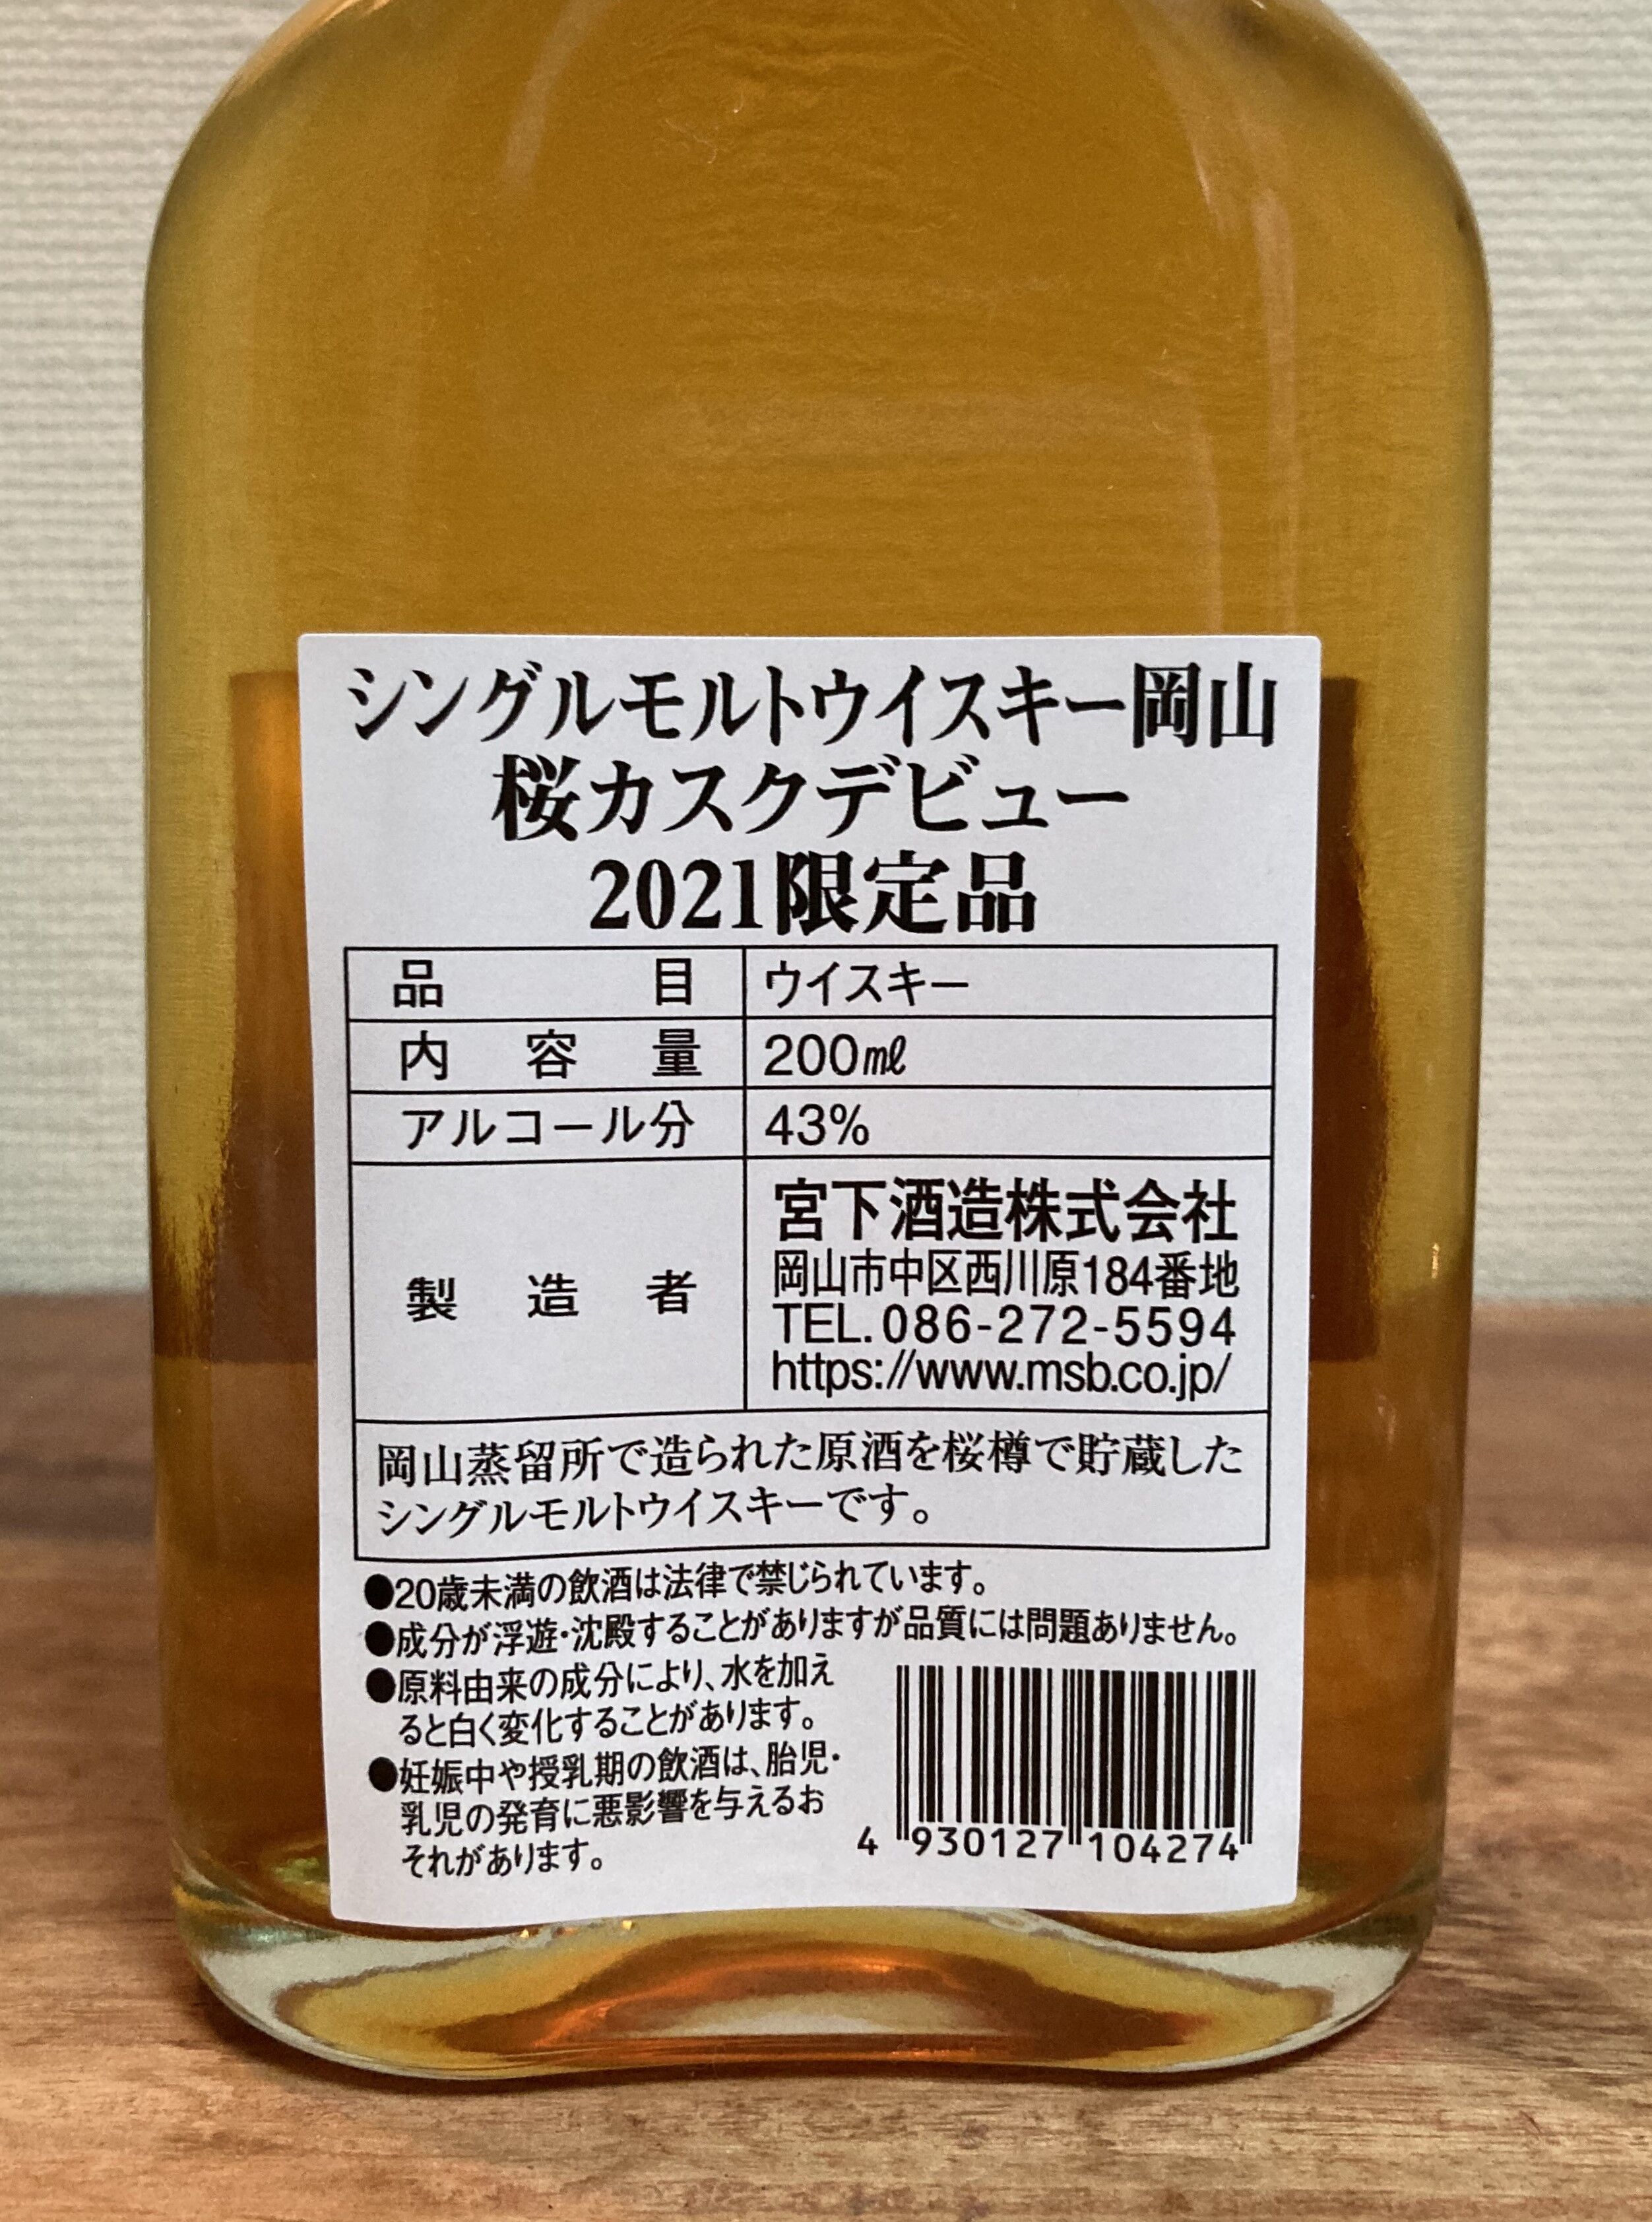 シングルモルトウイスキー岡山
桜カスクデビュー
2021限定品
品目 ウイスキー
内容量 200㎖
アルコール分 43%
製造者
宮下酒造株式会社
岡山市中区西川原184番地
TEL.086-272-5594
https://www.msb.co.jp/
岡山蒸留所で造られた原酒を桜樽で貯蔵した
シングルモルトウイスキーです。
●20歳未満の飲酒は法律で禁じられています。
●成分が浮遊・沈殿することがありますが品質には問題ありません。
●原料由来の成分により、水を加え
ると白く変化することがあります。
●妊娠中や授乳期の飲酒は、胎児・
乳児の発育に悪影響を与えるお
それがあります。
4 930127 104274